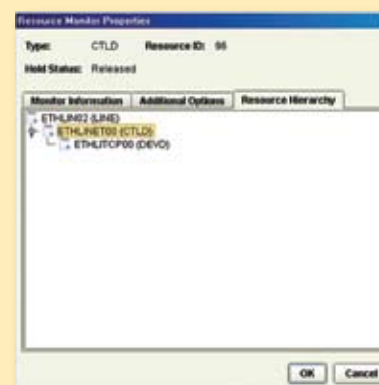 Resource Monitor Properties
Type: CTLD Resource ID: 96
Hold Status: Released
Monitor Information Additional Options Resource Hierarchy
ETHLIN02 (LINE)
ETHLINET00 (CTLD)
ETHLITCP00 (DEVD)
OK Cancel